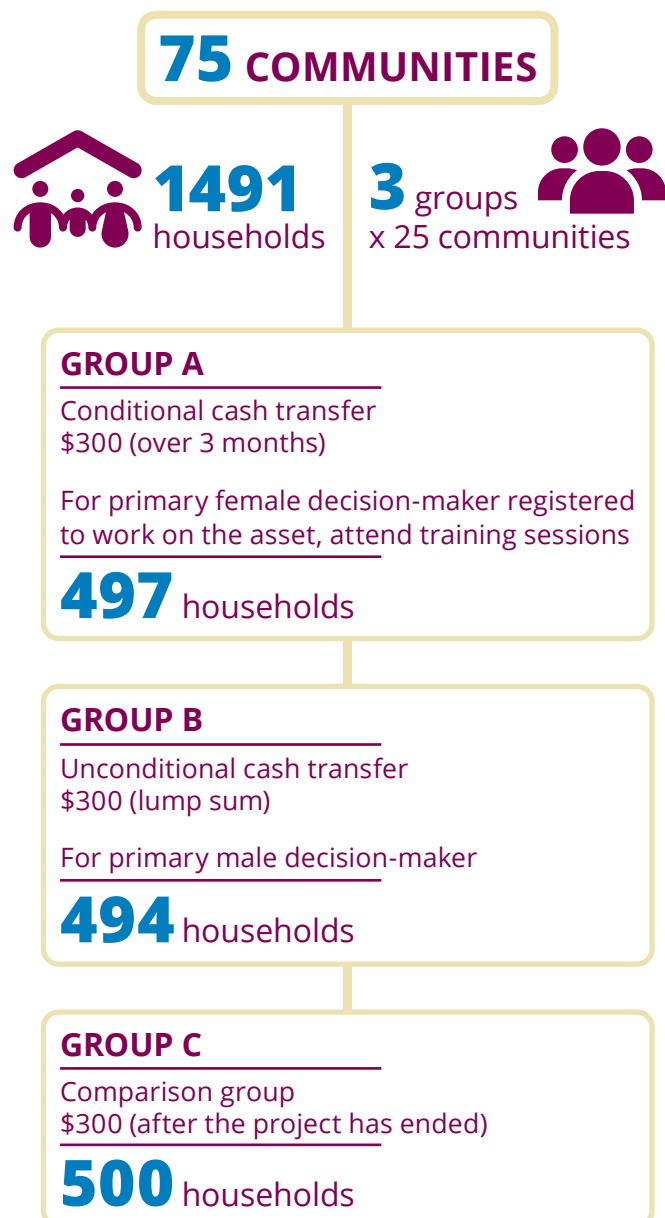 75 COMMUNITIES
1491
households
3 groups
x 25 communities
GROUP A
Conditional cash transfer
$300 (over 3 months)
For primary female decision-maker registered
to work on the asset, attend training sessions
497 households
GROUP B
Unconditional cash transfer
$300 (lump sum)
For primary male decision-maker
494 households
GROUP C
Comparison group
$300 (after the project has ended)
500 households